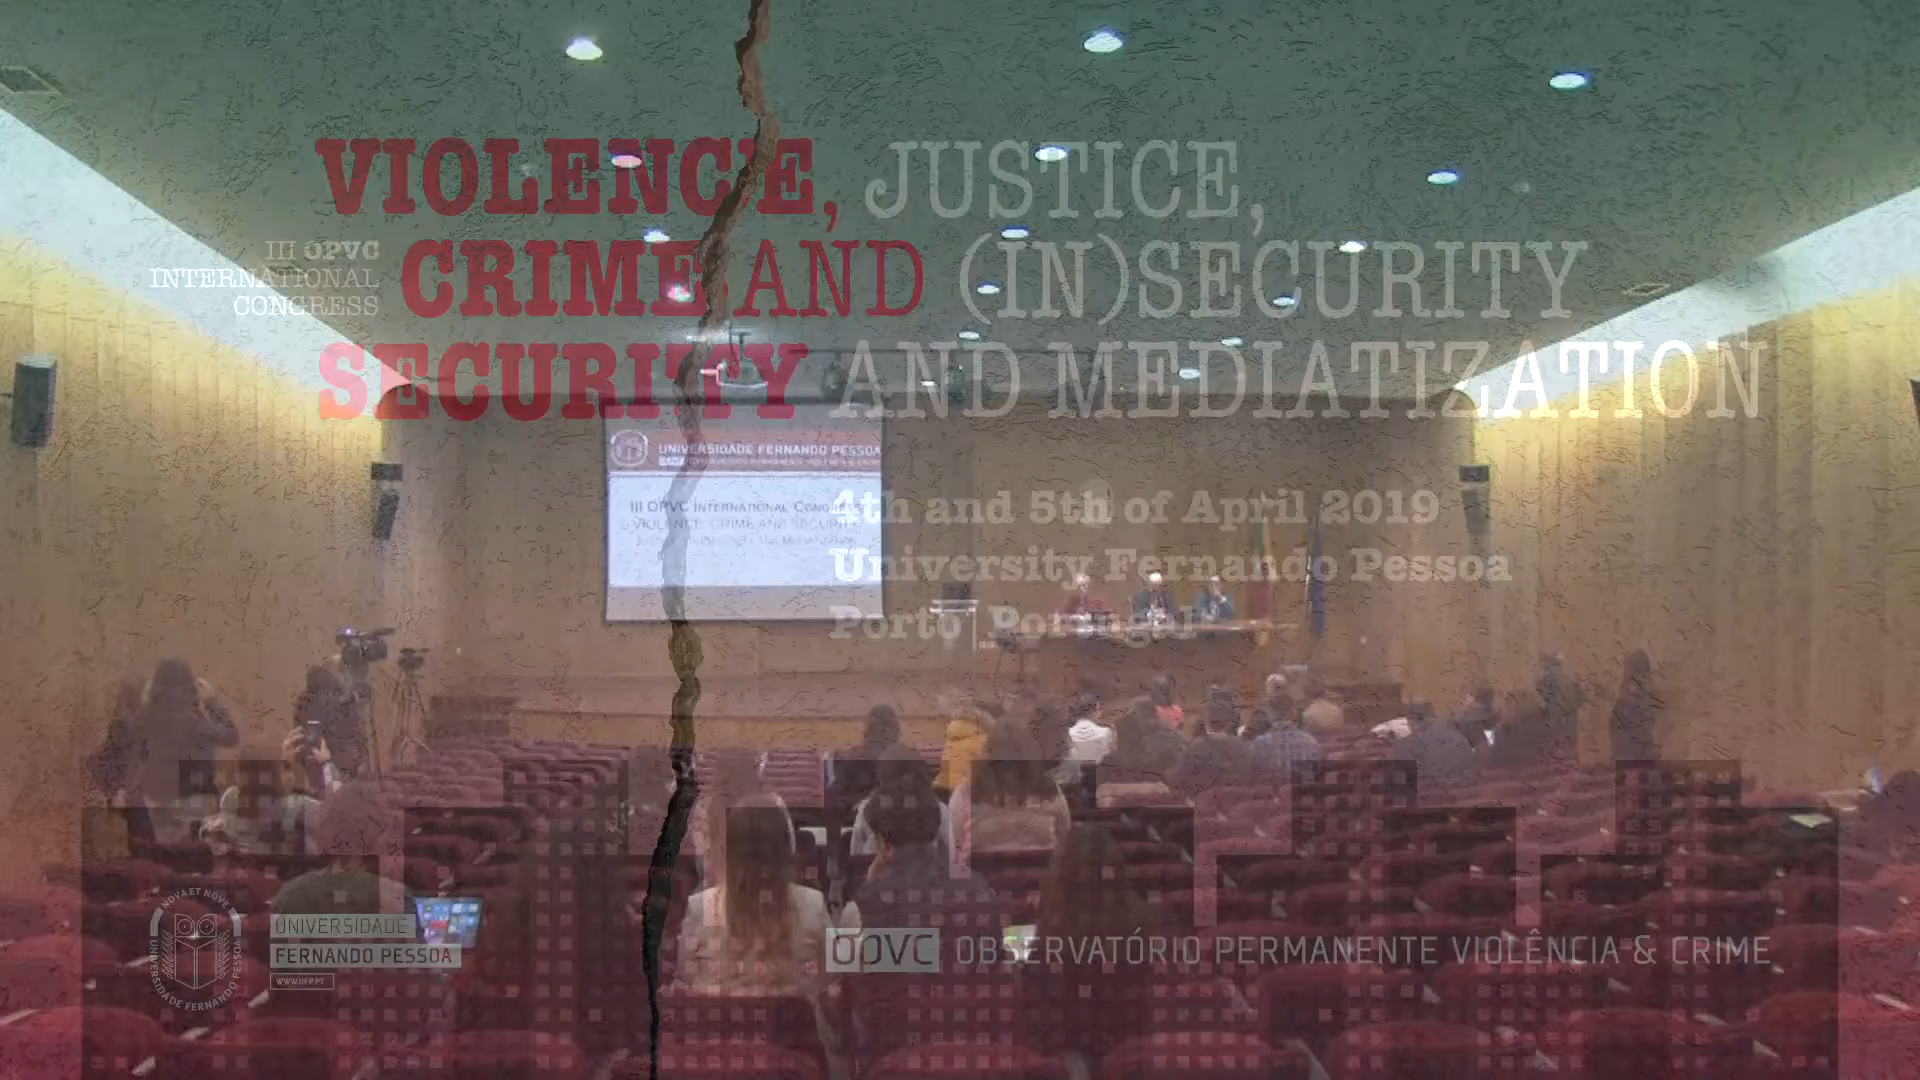 VIOLENCE, JUSTICE,
III OPVC
INTERNATIONAL
CONGRESS
CRIME AND (IN)SECURITY
SECURITY AND MEDIATIZATION
UNIVERSIDADE FERNANDO PESSOA
III OPVC INTERNATIONAL CONGRESS
VIOLENCE, CRIME AND SECURITY
4th and 5th of April 2019
University Fernando Pessoa
Porto Portugal
NOVA ET NOVE
UNIVERSIDADE FERNANDO PESSOA
UNIVERSIDADE
FERNANDO PESSOA
WWW.UFP.PT
OPVC OBSERVATÓRIO PERMANENTE VIOLÊNCIA & CRIME